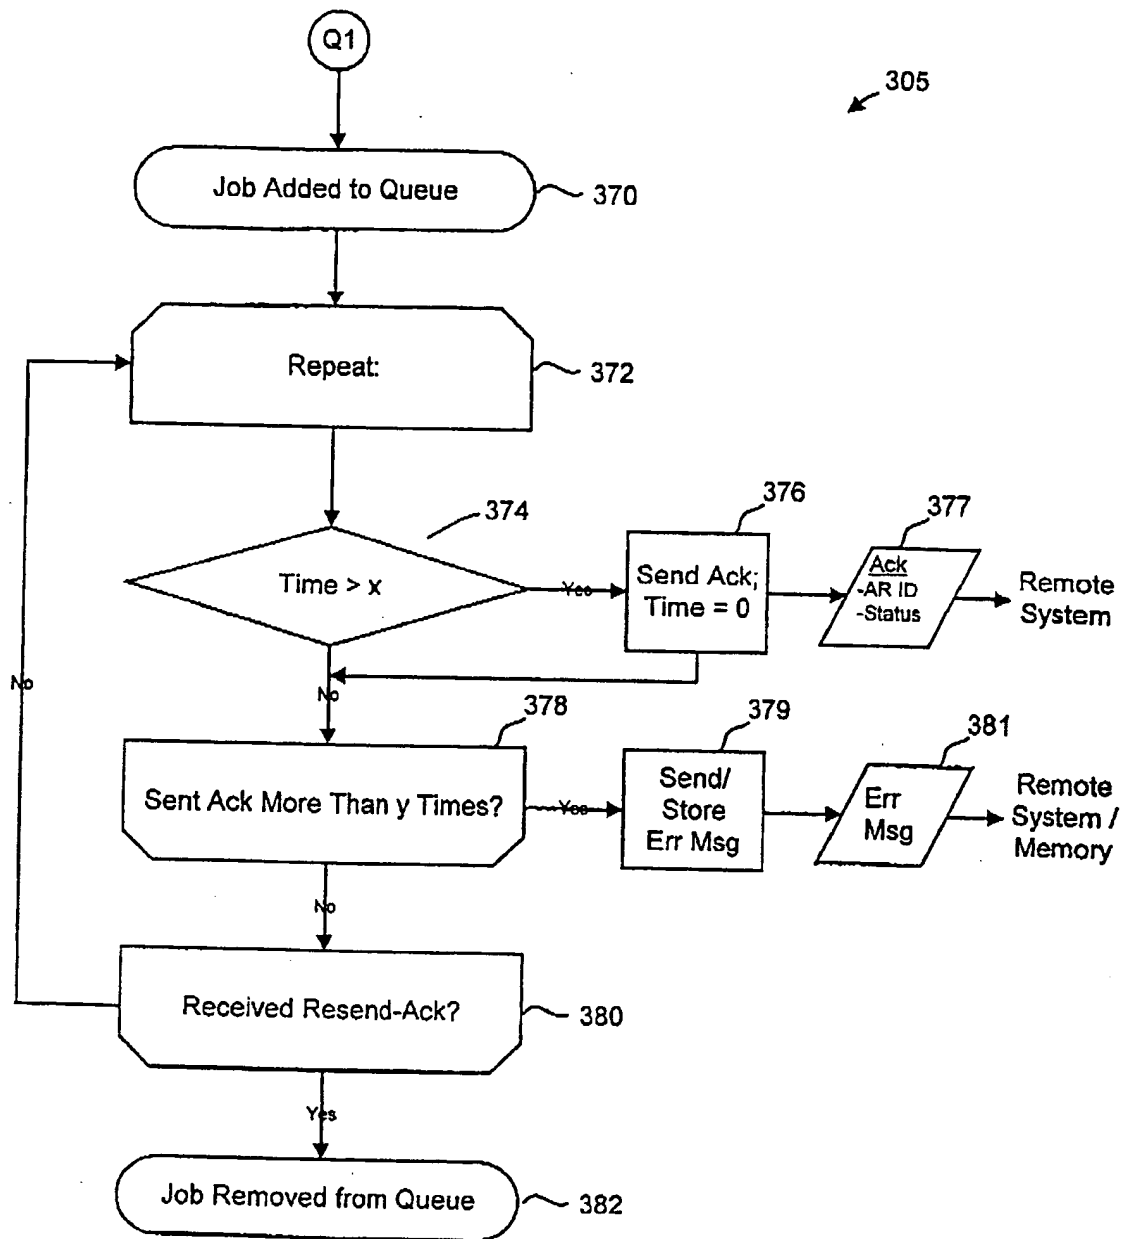 Q1
305
Job Added to Queue
370
Repeat:
372
374
376
377
Time > x
Yes
Send Ack;
Time = 0
Ack
-AR ID
-Status
Remote
System
No
No
378
379
381
Sent Ack More Than y Times?
Yes
Send/
Store
Err Msg
Err
Msg
Remote
System /
Memory
No
Received Resend-Ack?
380
Yes
Job Removed from Queue
382